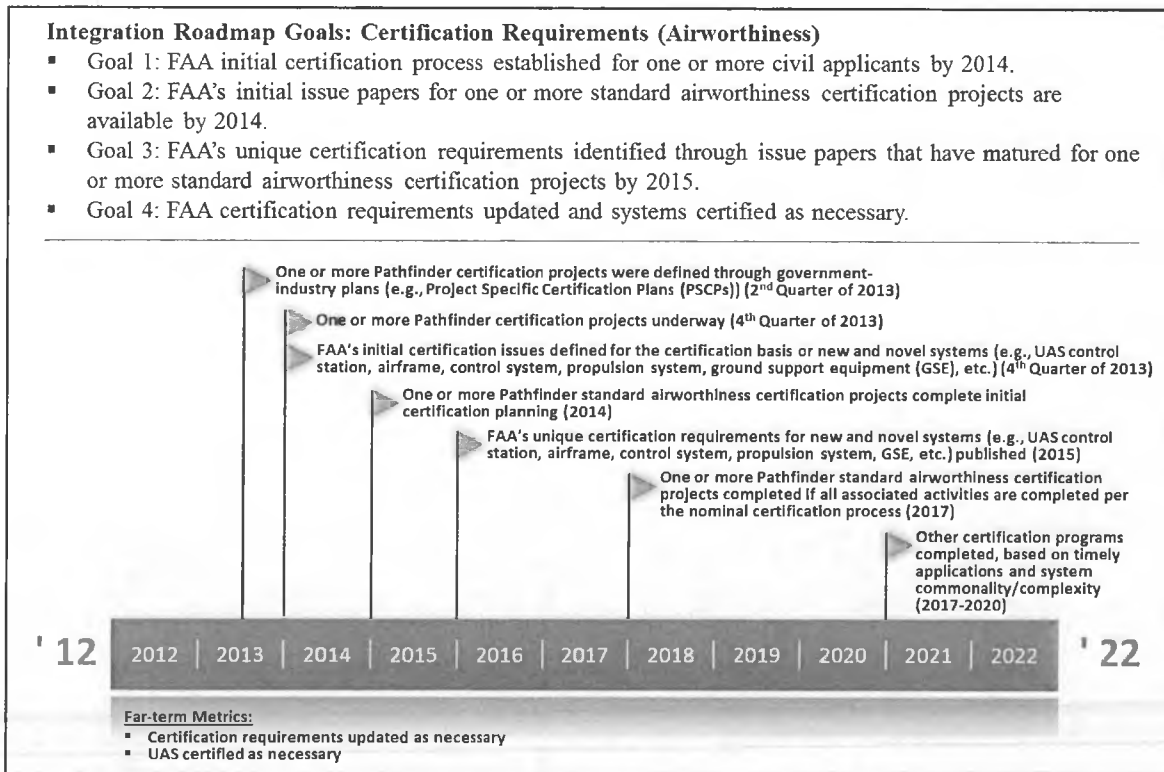 Integration Roadmap Goals: Certification Requirements (Airworthiness)
▪ Goal 1: FAA initial certification process established for one or more civil applicants by 2014.
▪ Goal 2: FAA's initial issue papers for one or more standard airworthiness certification projects are
available by 2014.
▪ Goal 3: FAA's unique certification requirements identified through issue papers that have matured for one
or more standard airworthiness certification projects by 2015.
▪ Goal 4: FAA certification requirements updated and systems certified as necessary.
One or more Pathfinder certification projects were defined through government-
industry plans (e.g., Project Specific Certification Plans (PSCPs)) (2nd Quarter of 2013)
One or more Pathfinder certification projects underway (4th Quarter of 2013)
FAA's initial certification issues defined for the certification basis or new and novel systems (e.g., UAS control
station, airframe, control system, propulsion system, ground support equipment (GSE), etc.) (4th Quarter of 2013)
One or more Pathfinder standard airworthiness certification projects complete initial
certification planning (2014)
FAA's unique certification requirements for new and novel systems (e.g., UAS control
station, airframe, control system, propulsion system, GSE, etc.) published (2015)
One or more Pathfinder standard airworthiness certification
projects completed if all associated activities are completed per
the nominal certification process (2017)
Other certification programs
completed, based on timely
applications and system
commonality/complexity
(2017-2020)
'12 2012 | 2013 | 2014 | 2015 | 2016 | 2017 | 2018 | 2019 | 2020 | 2021 | 2022 '22
Far-term Metrics:
▪ Certification requirements updated as necessary
▪ UAS certified as necessary